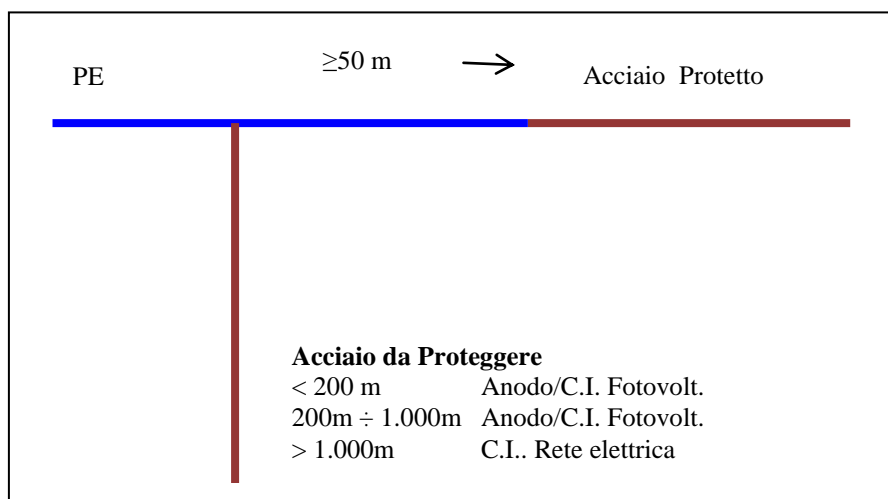 PE
≥50 m
Acciaio Protetto
Acciaio da Proteggere
< 200 m Anodo/C.I. Fotovolt.
200m ÷ 1.000m Anodo/C.I. Fotovolt.
> 1.000m C.I.. Rete elettrica